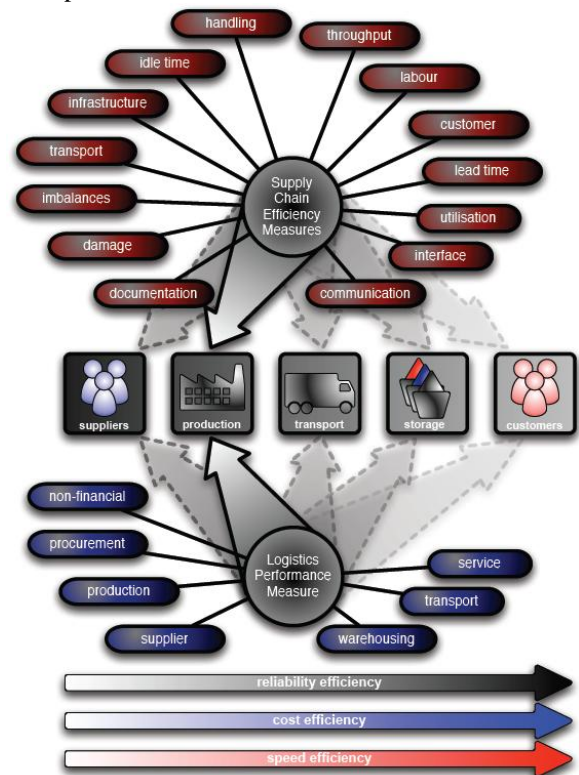 handling
throughput
idle time
labour
infrastructure
customer
transport
lead time
imbalances
utilisation
damage
interface
documentation
communication
Supply
Chain
Efficiency
Measures
suppliers
production
transport
storage
customers
non-financial
procurement
production
supplier
Logistics
Performance
Measure
service
transport
warehousing
reliability efficiency
cost efficiency
speed efficiency